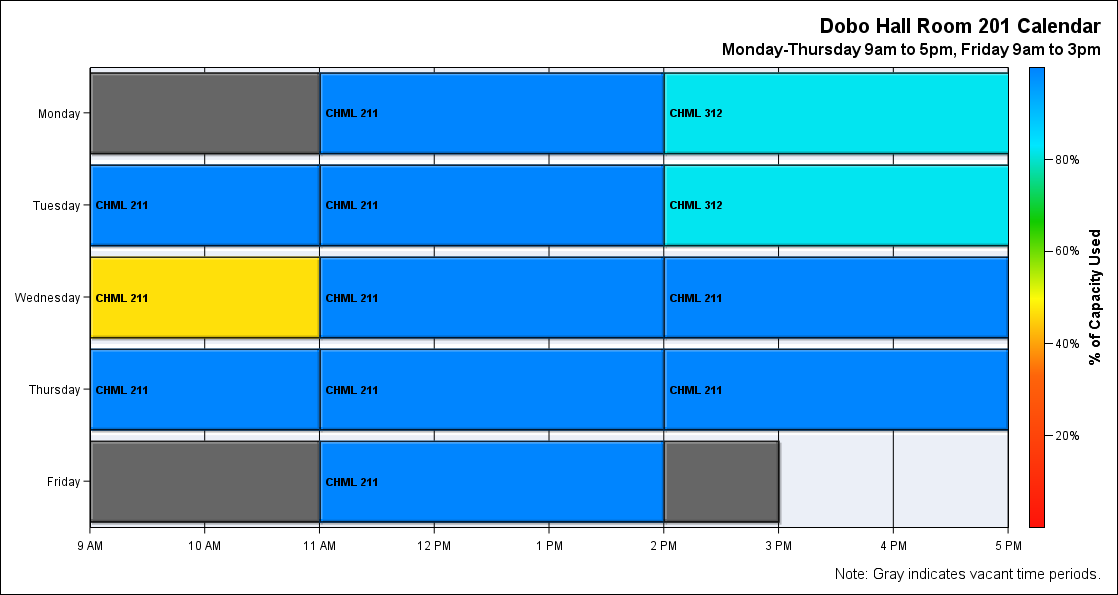 Dobo Hall Room 201 Calendar
Monday-Thursday 9am to 5pm, Friday 9am to 3pm
Monday
CHML 211
CHML 312
Tuesday
CHML 211
CHML 211
CHML 312
Wednesday
CHML 211
CHML 211
CHML 211
Thursday
CHML 211
CHML 211
CHML 211
Friday
CHML 211
9 AM
10 AM
11 AM
12 PM
1 PM
2 PM
3 PM
4 PM
5 PM
80%
60%
40%
20%
% of Capacity Used
Note: Gray indicates vacant time periods.